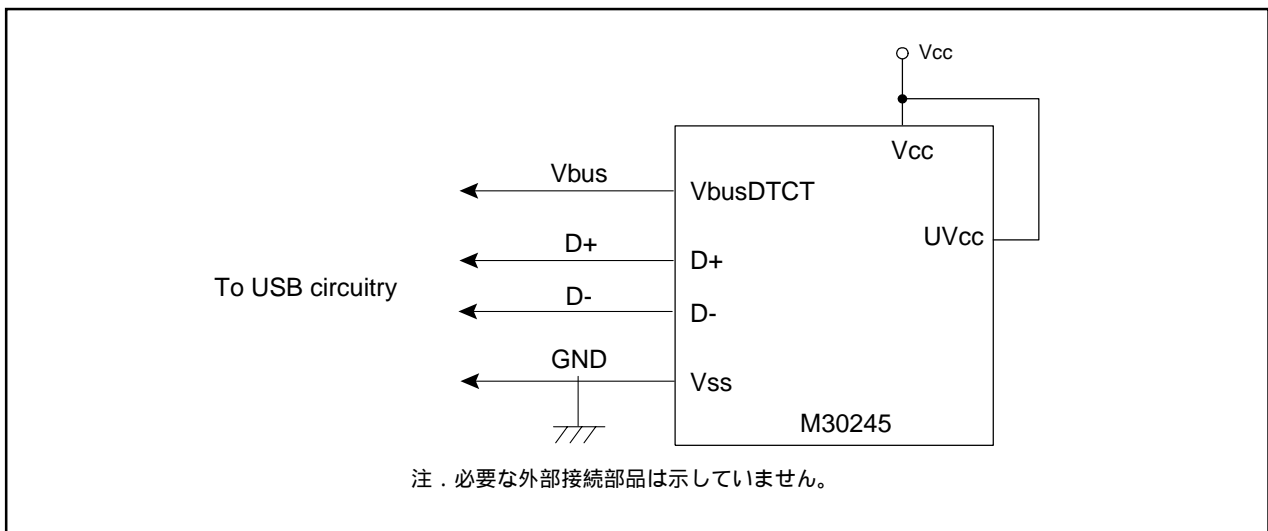 Vcc
Vcc
Vbus
VbusDTCT
UVcc
D+
D+
To USB circuitry
D-
D-
GND
Vss
M30245
注．必要な外部接続部品は示していません。